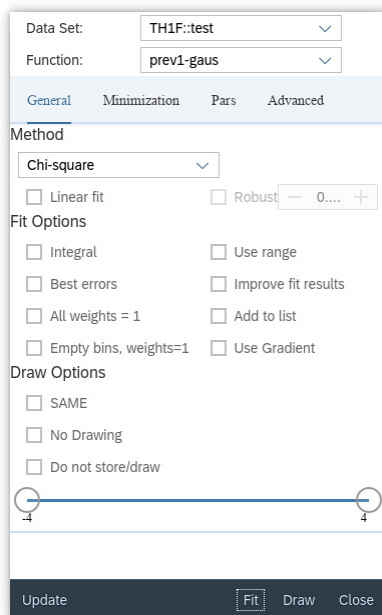 Data Set: TH1F::test
Function: prev1-gaus
General Minimization Pars Advanced
Method
Chi-square
Linear fit Robust 0....
Fit Options
Integral Use range
Best errors Improve fit results
All weights = 1 Add to list
Empty bins, weights=1 Use Gradient
Draw Options
SAME
No Drawing
Do not store/draw
-4 4
Update Fit Draw Close